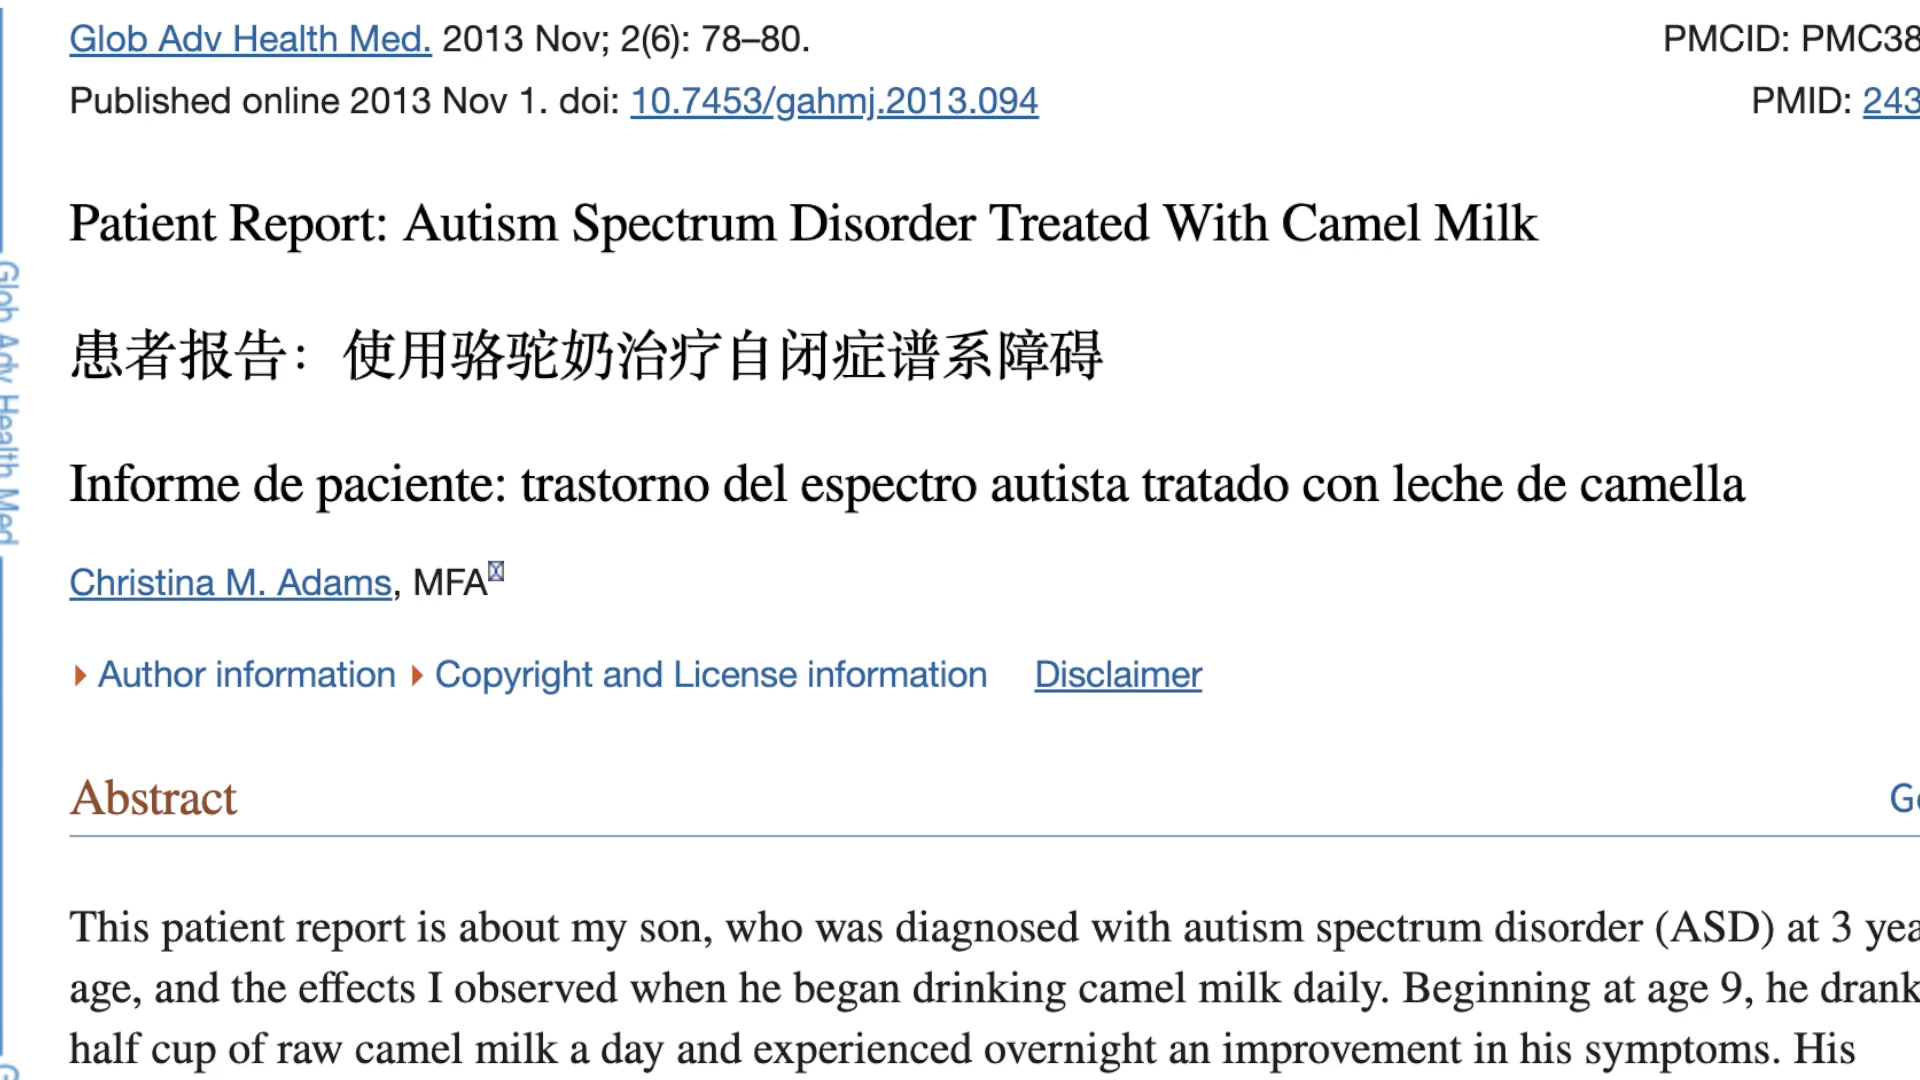 Glob Adv Health Med. 2013 Nov; 2(6): 78–80.
PMCID: PMC38
Published online 2013 Nov 1. doi: 10.7453/gahmj.2013.094
PMID: 243
Patient Report: Autism Spectrum Disorder Treated With Camel Milk
患者报告：使用骆驼奶治疗自闭症谱系障碍
Informe de paciente: trastorno del espectro autista tratado con leche de camella
Christina M. Adams, MFA
Author information Copyright and License information Disclaimer
Abstract
This patient report is about my son, who was diagnosed with autism spectrum disorder (ASD) at 3 yea
age, and the effects I observed when he began drinking camel milk daily. Beginning at age 9, he drank
half cup of raw camel milk a day and experienced overnight an improvement in his symptoms. His
Glob Adv Health Med